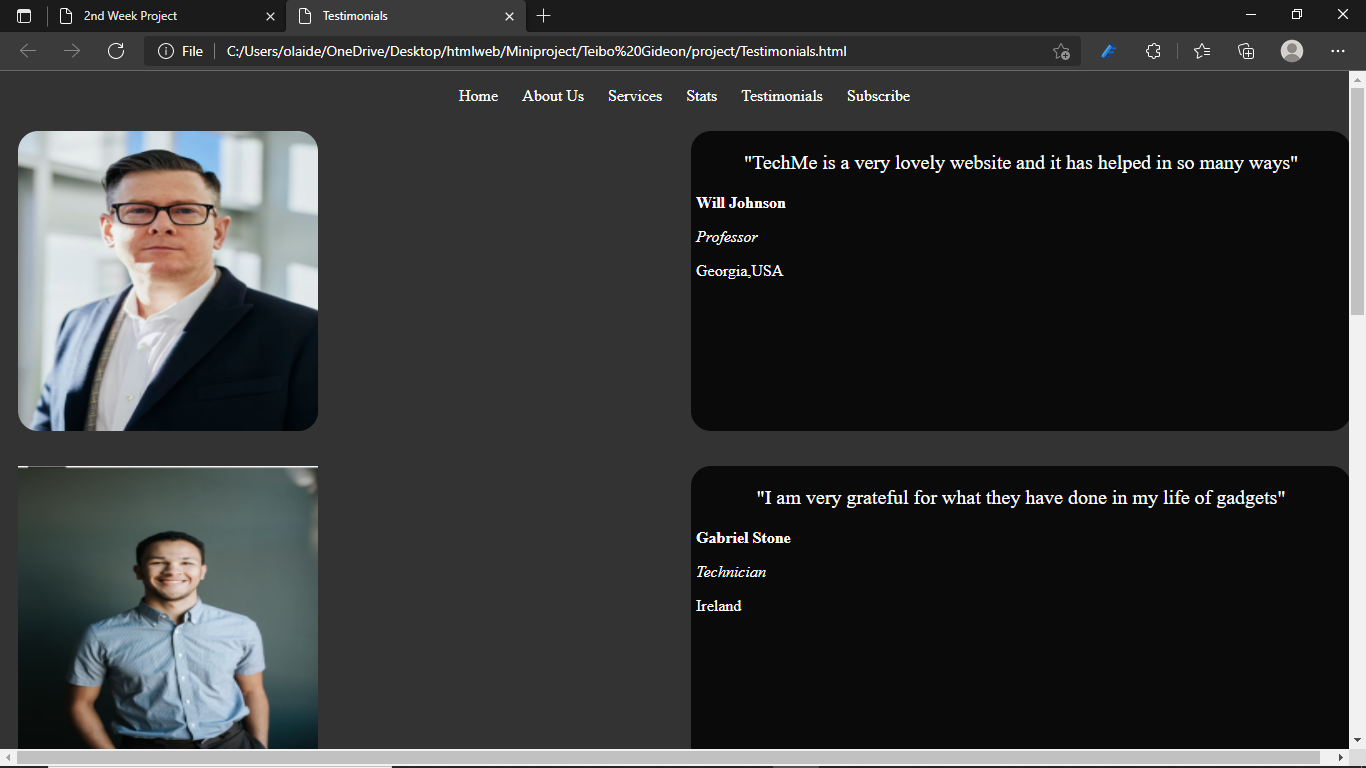 2nd Week Project
Testimonials
File
C:/Users/olaide/OneDrive/Desktop/htmlweb/Miniproject/Teibo%20Gideon/project/Testimonials.html
Home About Us Services Stats Testimonials Subscribe
"TechMe is a very lovely website and it has helped in so many ways"
Will Johnson
Professor
Georgia,USA
"I am very grateful for what they have done in my life of gadgets"
Gabriel Stone
Technician
Ireland